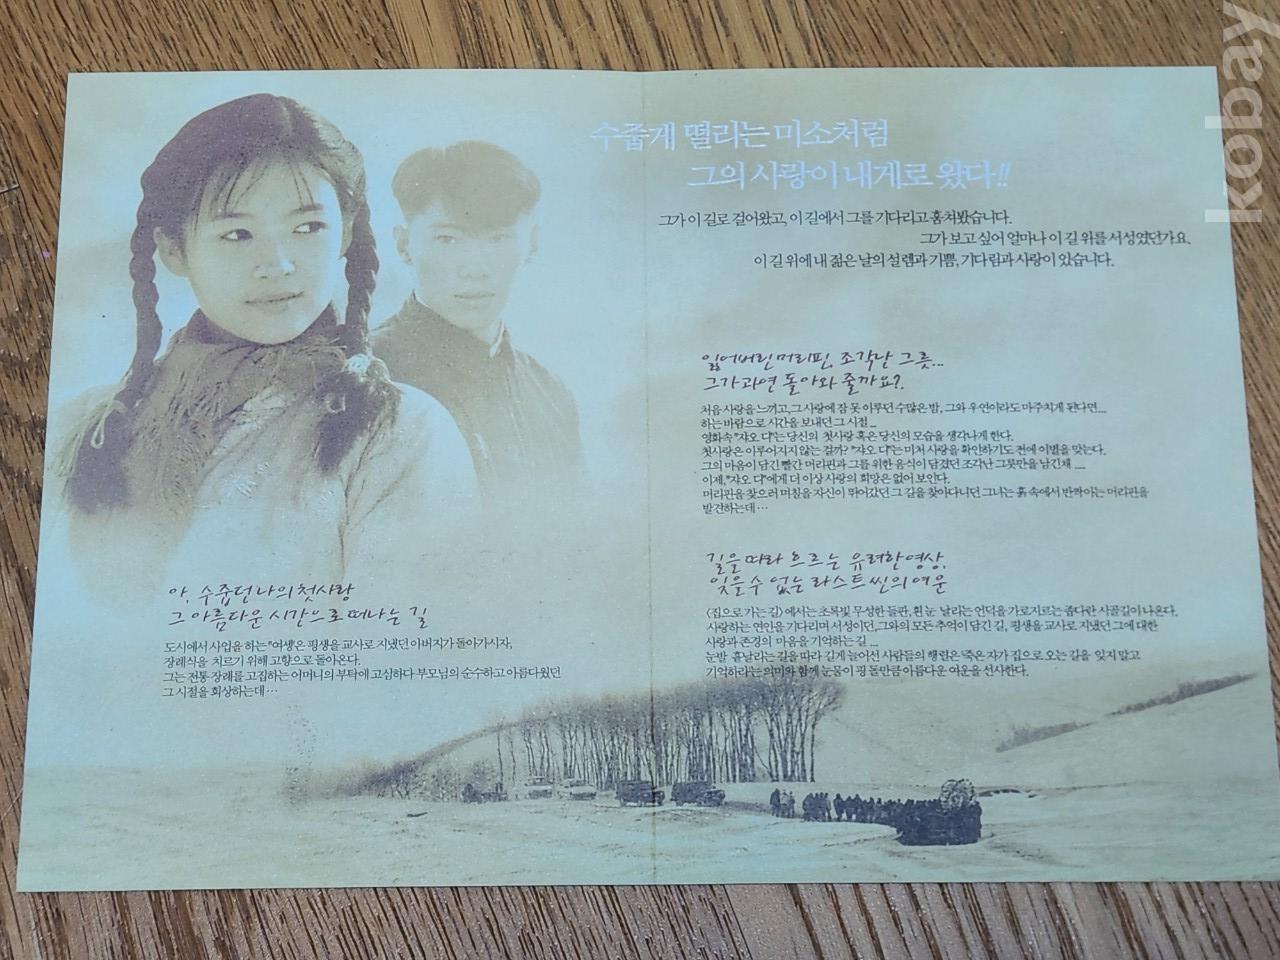 수줍게 떨리는 미소처럼
그의 사랑이 내게로 왔다!!
그가 이 길로 걸어왔고, 이 길에서 그를 기다리고 훔쳐봤습니다.
그가 보고 싶어 얼마나 이 길 위를 서성였던가요.
이 길 위에 내 젊은 날의 설렘과 기쁨, 기다림과 사랑이 있습니다.
잃어버린 머리핀, 조각난 그릇...
그가 과연 돌아와 줄까요?
처음 사랑을 느끼고, 그 사랑에 잠 못 이루던 수많은 밤, 그와 우연이라도 마주치게 된다면...
하는 바람으로 시간을 보내던 그 시절...
영화속 "쟈오 디"는 당신의 첫사랑 혹은 당신의 모습을 생각나게 한다.
첫사랑은 이루어지지 않는 걸까? "쟈오 디"는 미처 사랑을 확인하기도 전에 이별을 맞는다.
그의 마음이 담긴 빨간 머리핀과 그를 위한 음식이 담겼던 조각난 그릇만을 남긴채 ...
이제, "쟈오 디"에게 더 이상 사랑의 희망은 없어 보인다.
머리핀을 찾으러 며칠을 자신이 뛰어갔던 그 길을 찾아다니던 그녀는 흙 속에서 반짝이는 머리핀을
발견하는데…
길을 따라 흐르는 유려한 영상,
잊을 수 없는 라스트 씬의 여운
<집으로 가는 길>에서는 초록빛 무성한 들판, 흰 눈 날리는 언덕을 가로지르는 좁다란 시골길이 나온다.
사랑하는 연인을 기다리며 서성이던, 그와의 모든 추억이 담긴 길, 평생을 교사로 지냈던 그에 대한
사랑과 존경의 마음을 기억하는 길...
눈발 흩날리는 길을 따라 길게 늘어선 사람들의 행렬은 죽은 자가 집으로 오는 길을 잊지 말고
기억하라는 의미와 함께 눈물이 핑 돌만큼 아름다운 여운을 선사한다.
아, 수줍던 나의 첫사랑
그 아름다운 시간으로 떠나는 길
도시에서 사업을 하는 "여셍"은 평생을 교사로 지냈던 아버지가 돌아가시자,
장례식을 치르기 위해 고향으로 돌아온다.
그는 전통 장례를 고집하는 어머니의 부탁에 고심하다 부모님의 순수하고 아름다웠던
그 시절을 회상하는데…
kobay